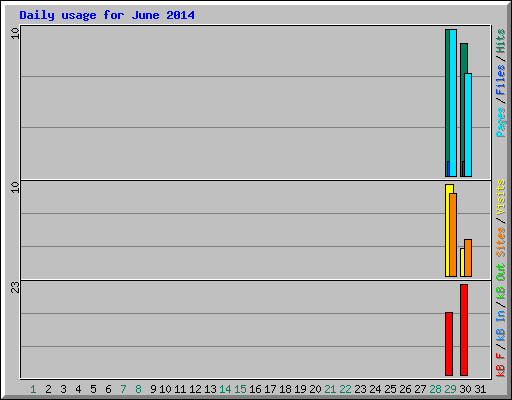 Daily usage for June 2014
10
Pages / Files / Hits
10
Sites / Visits
23
kB F / kB In / kB Out
1 2 3 4 5 6 7 8 9 10 11 12 13 14 15 16 17 18 19 20 21 22 23 24 25 26 27 28 29 30 31